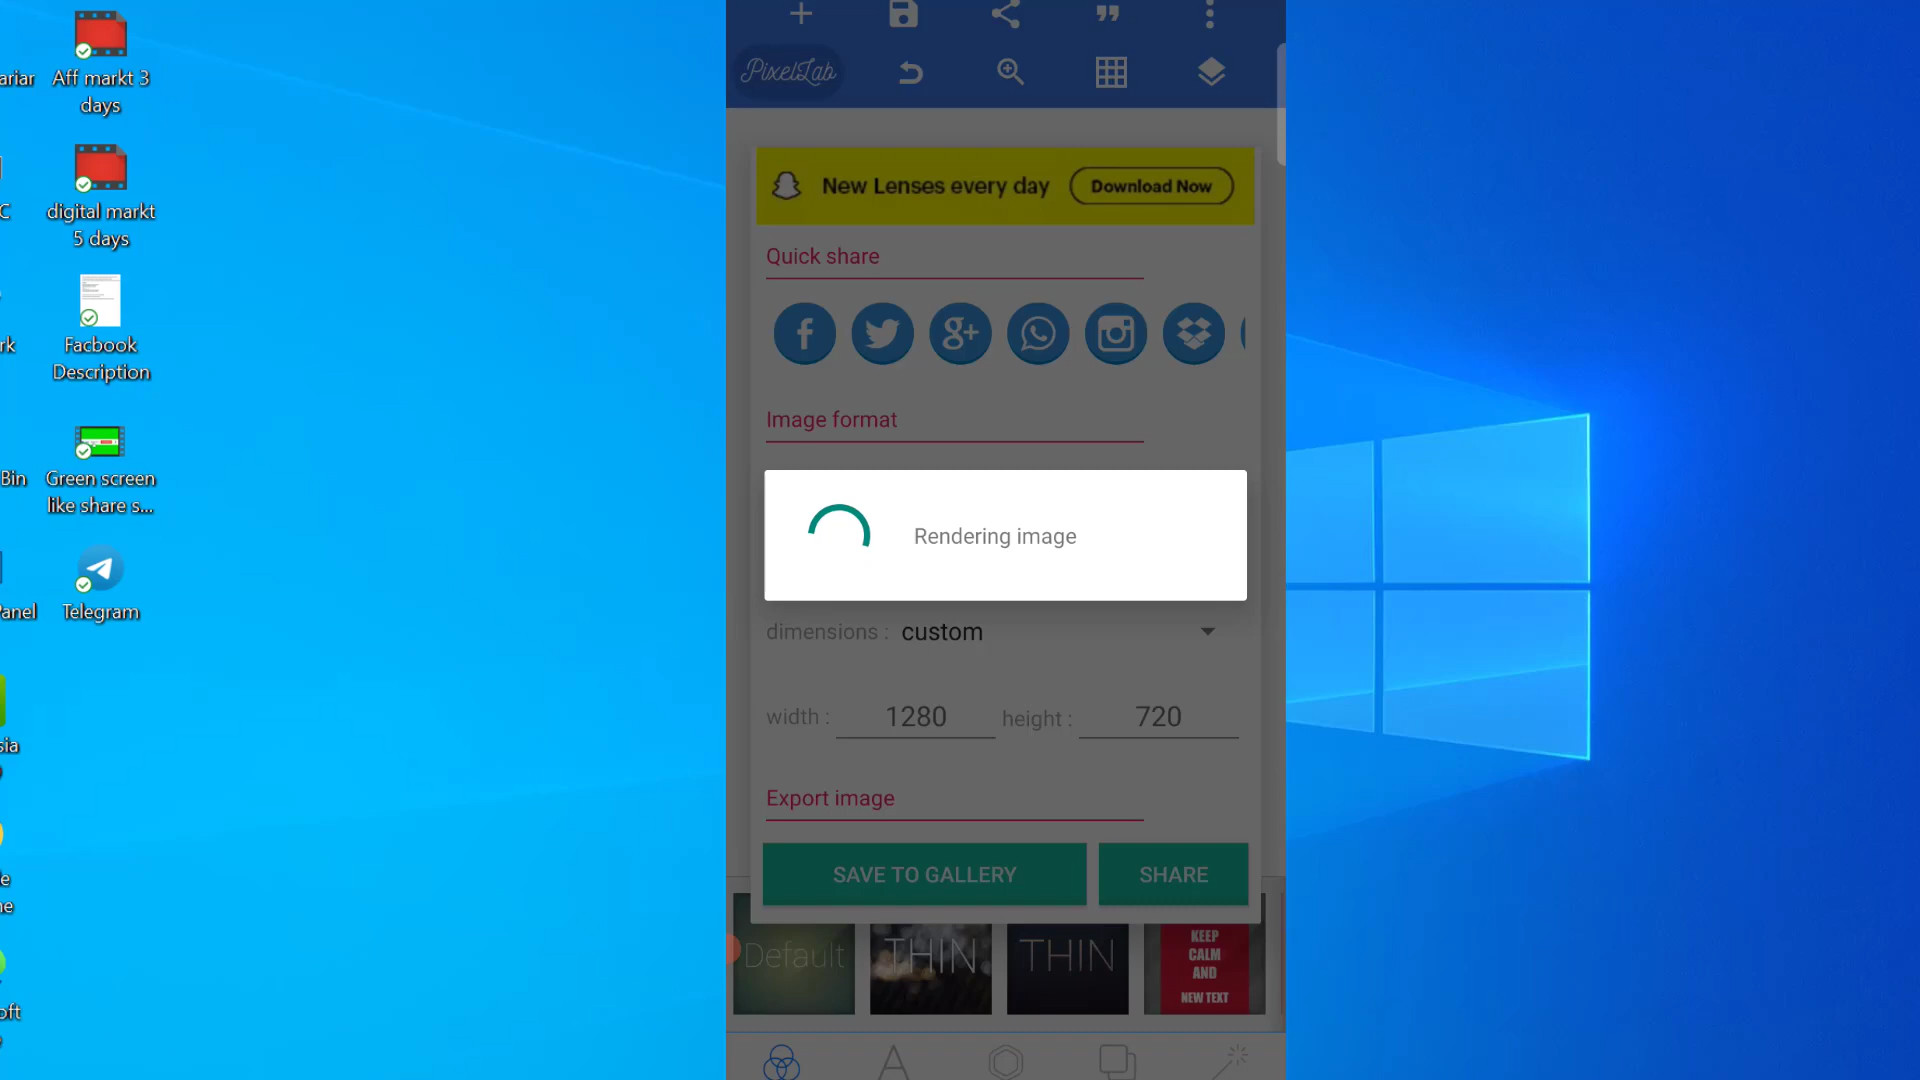 ariar
Aff markt 3
days
C
digital markt
5 days
rk
Facbook
Description
Bin
Green screen
like share s...
Panel
Telegram
sia
e
ne
oft
PixelLab
New Lenses every day
Download Now
Quick share
f
g+
Image format
Rendering image
dimensions :
custom
width :
1280
height :
720
Export image
SAVE TO GALLERY
SHARE
Default
THIN
THIN
KEEP
CALM
AND
NEW TEXT
A